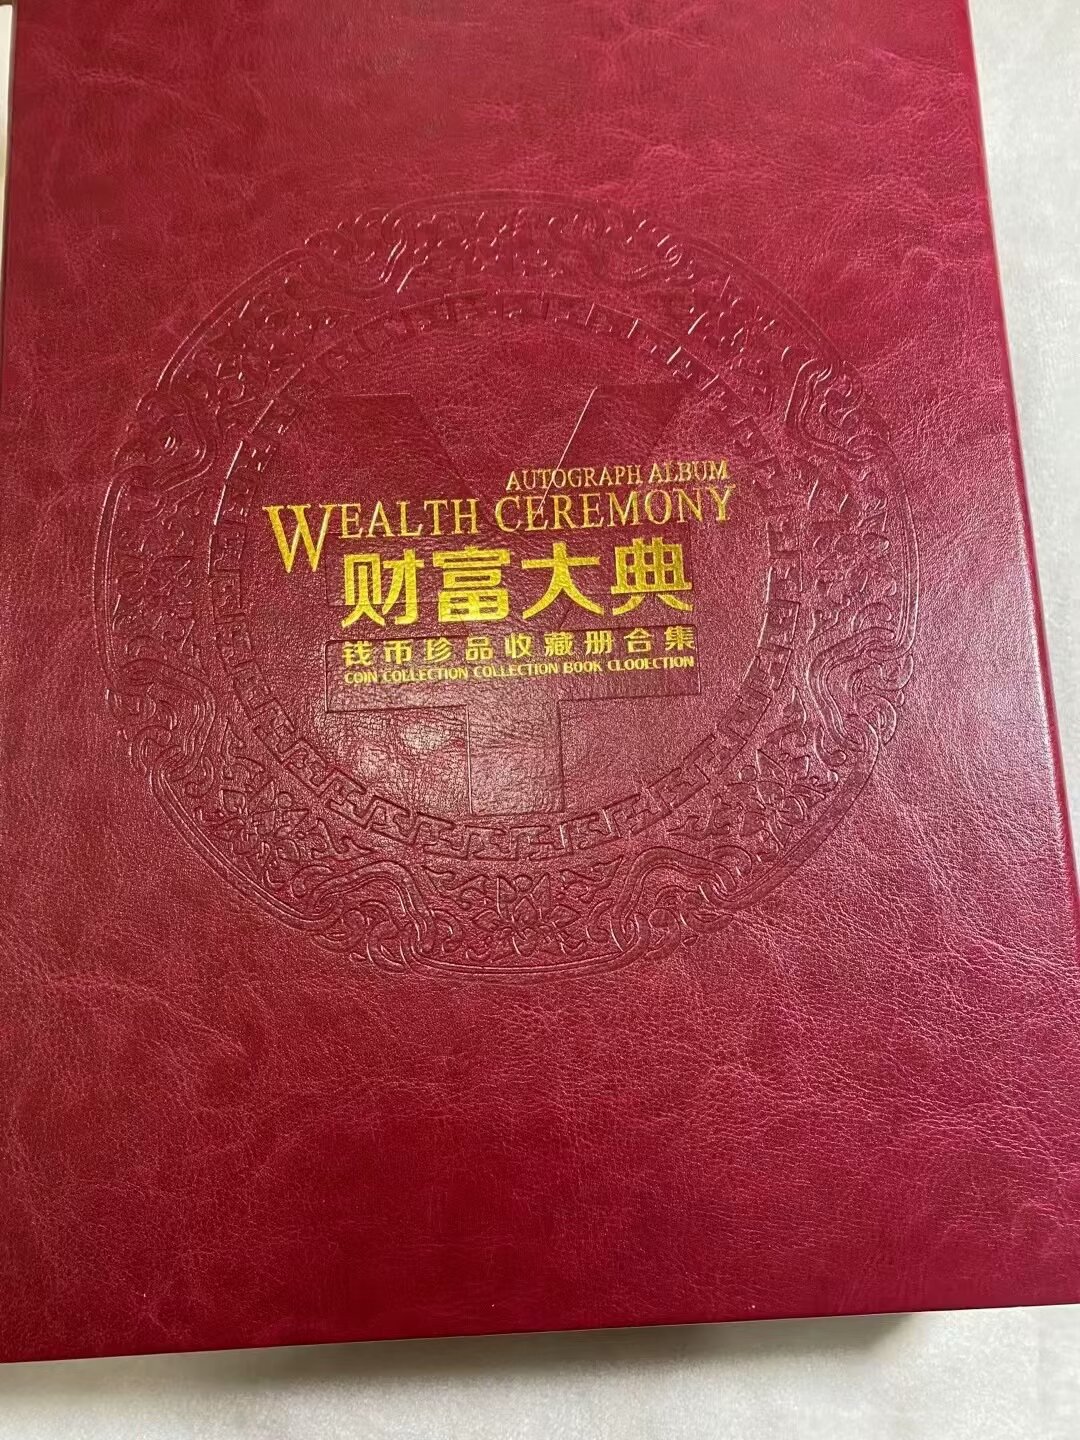 AUTOGRAPH ALBUM
WEALTH CEREMONY
财富大典
钱币珍品收藏册合集
COIN COLLECTION COLLECTION BOOK CLOOECTION